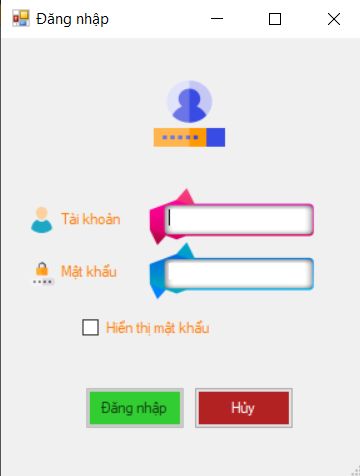 Đăng nhập
Tài khoản
Mật khẩu
Hiển thị mật khẩu
Đăng nhập
Hủy